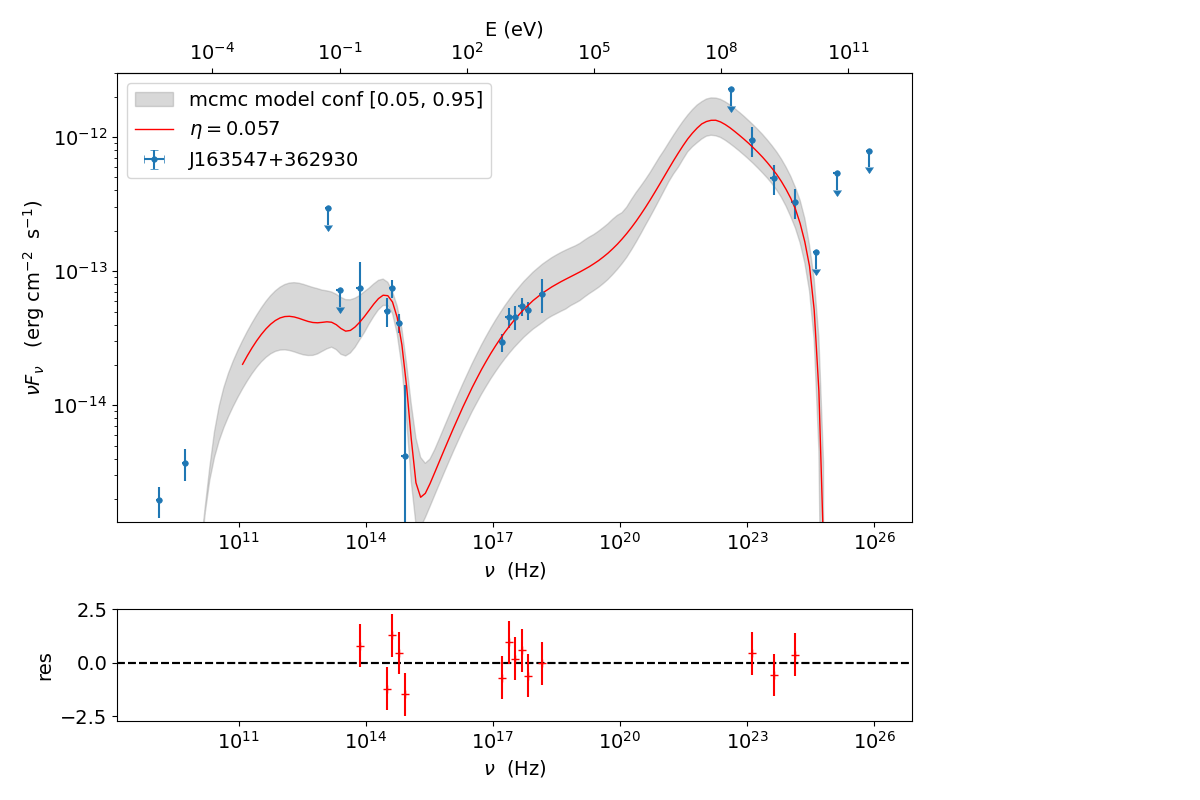 E (eV)
10⁻⁴ 10⁻¹ 10² 10⁵ 10⁸ 10¹¹
mcmc model conf [0.05, 0.95]
η = 0.057
J163547+362930
10⁻¹²
10⁻¹³
10⁻¹⁴
νFν (erg cm⁻² s⁻¹)
10¹¹ 10¹⁴ 10¹⁷ 10²⁰ 10²³ 10²⁶
ν (Hz)
2.5
0.0
−2.5
res
10¹¹ 10¹⁴ 10¹⁷ 10²⁰ 10²³ 10²⁶
ν (Hz)